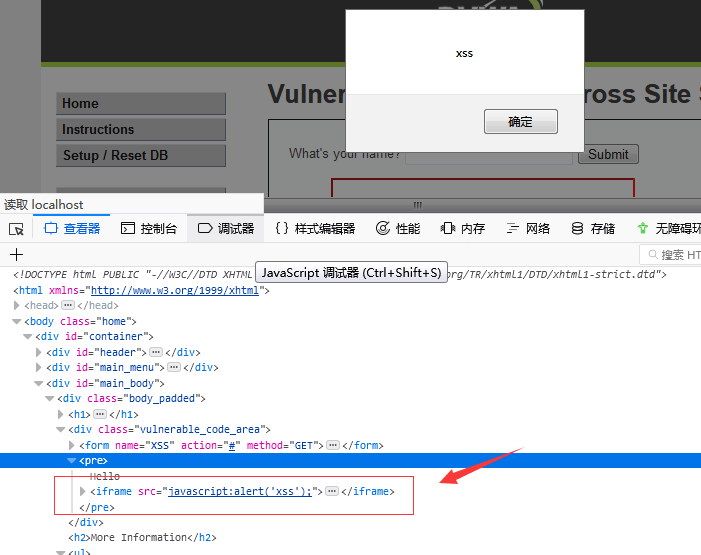 xss
确定
Home
Instructions
Setup / Reset DB
Vulner
ross Site S
What's your name?
Submit
读取 localhost
查看器 控制台 调试器 {} 样式编辑器 性能 内存 网络 存储 无障碍环
+ 搜索 HT
JavaScript 调试器 (Ctrl+Shift+S)
<!DOCTYPE html PUBLIC "-//W3C//DTD XHTML org/TR/xhtml1/DTD/xhtml1-strict.dtd">
<html xmlns="http://www.w3.org/1999/xhtml">
<head>…</head>
<body class="home">
<div id="container">
<div id="header">…</div>
<div id="main_menu">…</div>
<div id="main_body">
<div class="body_padded">
<h1>…</h1>
<div class="vulnerable_code_area">
<form name="XSS" action="#" method="GET">…</form>
<pre>
Hello
<iframe src="javascript:alert('xss');">…</iframe>
</pre>
</div>
<h2>More Information</h2>
<ul>